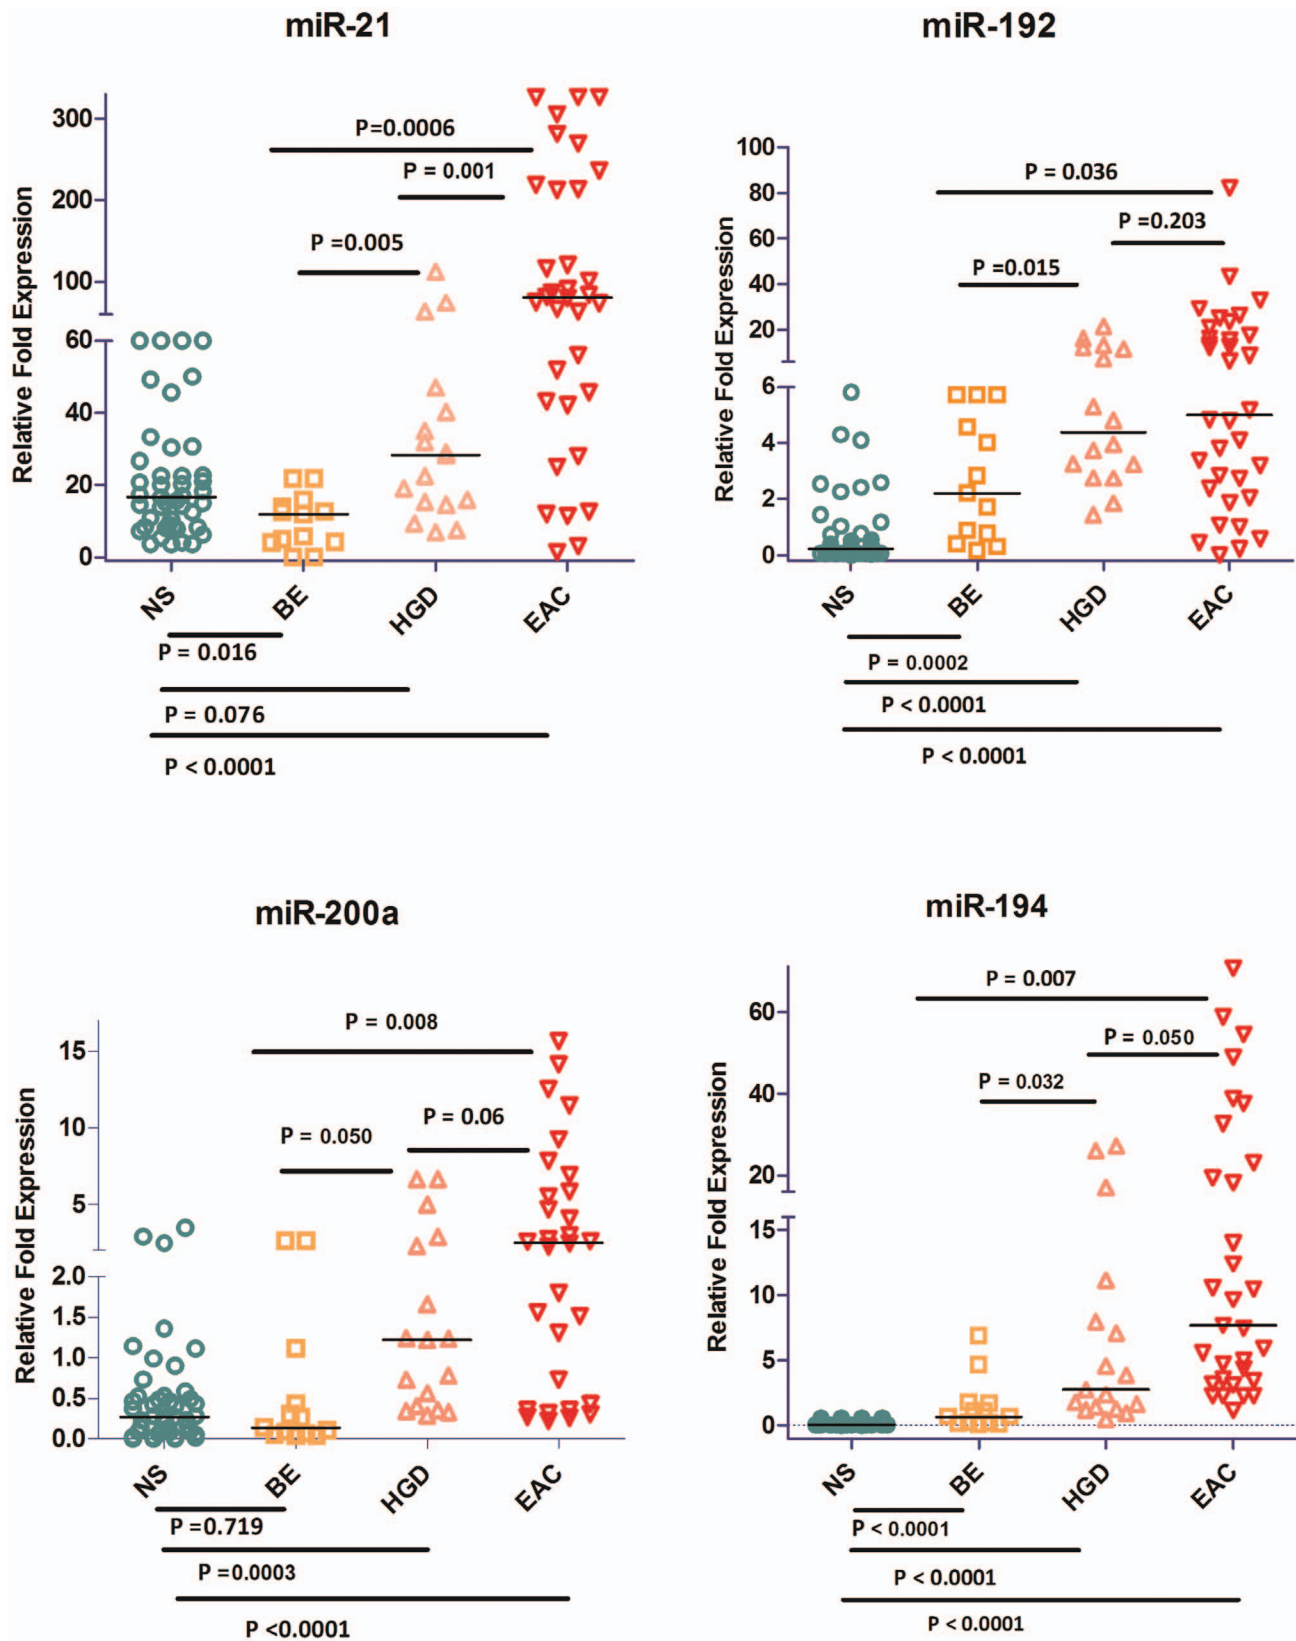 miR-21
Relative Fold Expression
300
200
100
60
40
20
0
P=0.0006
P = 0.001
P =0.005
NS
BE
HGD
EAC
P = 0.016
P = 0.076
P < 0.0001
miR-192
Relative Fold Expression
100
80
60
40
20
6
4
2
0
P = 0.036
P =0.203
P =0.015
NS
BE
HGD
EAC
P = 0.0002
P < 0.0001
P < 0.0001
miR-200a
Relative Fold Expression
15
10
5
2.0
1.5
1.0
0.5
0.0
P = 0.008
P = 0.06
P = 0.050
NS
BE
HGD
EAC
P =0.719
P =0.0003
P <0.0001
miR-194
Relative Fold Expression
60
40
20
15
10
5
0
P = 0.007
P = 0.050
P = 0.032
NS
BE
HGD
EAC
P < 0.0001
P < 0.0001
P < 0.0001